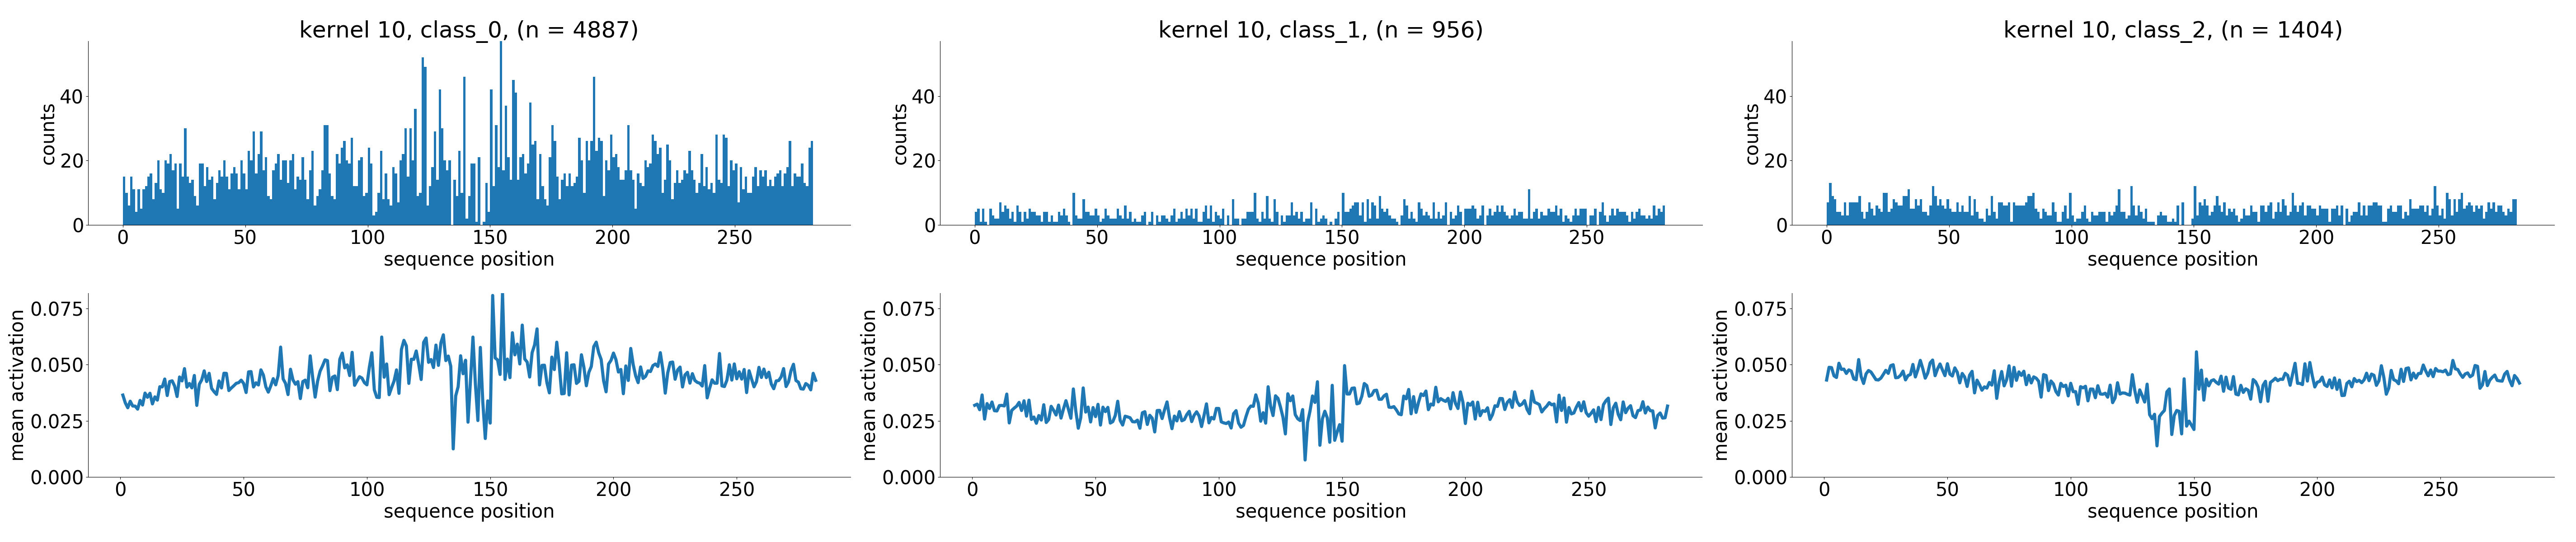 kernel 10, class_0, (n = 4887)
counts
40
20
0
0 50 100 150 200 250
sequence position
kernel 10, class_1, (n = 956)
counts
40
20
0
0 50 100 150 200 250
sequence position
kernel 10, class_2, (n = 1404)
counts
40
20
0
0 50 100 150 200 250
sequence position
mean activation
0.075
0.050
0.025
0.000
0 50 100 150 200 250
sequence position
mean activation
0.075
0.050
0.025
0.000
0 50 100 150 200 250
sequence position
mean activation
0.075
0.050
0.025
0.000
0 50 100 150 200 250
sequence position